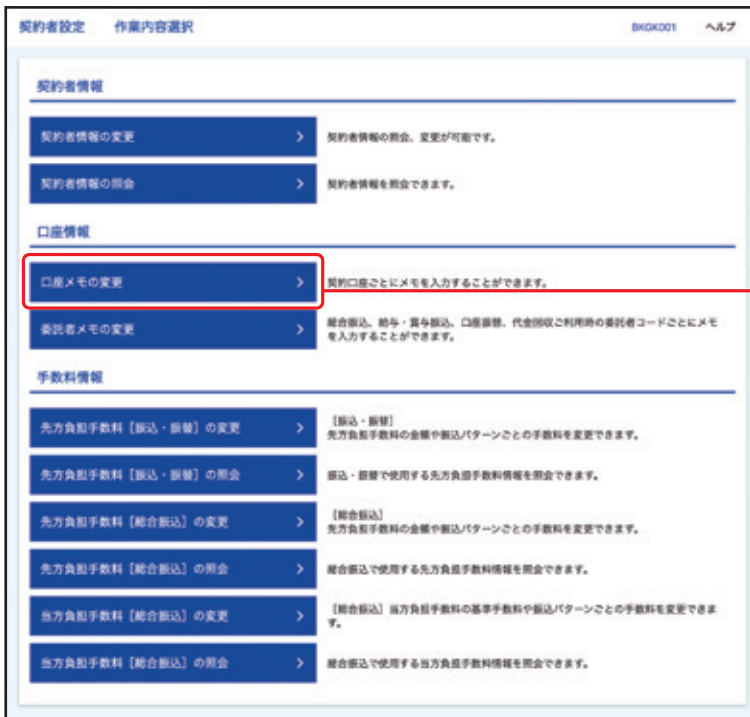 契約者設定 作業内容選択 BKGK001 ヘルプ
契約者情報
契約者情報の変更 契約者情報の照会、変更が可能です。
契約者情報の照会 契約者情報を照会できます。
口座情報
口座メモの変更 契約口座ごとにメモを入力することができます。
委託者メモの変更 総合振込、給与・賞与振込、口座振替、代金回収ご利用時の委託者コードごとにメモ
を入力することができます。
手数料情報
先方負担手数料［振込・振替］の変更 ［振込・振替］
先方負担手数料の金額や振込パターンごとの手数料を変更できます。
先方負担手数料［振込・振替］の照会 振込・振替で使用する先方負担手数料情報を照会できます。
先方負担手数料［総合振込］の変更 ［総合振込］
先方負担手数料の金額や振込パターンごとの手数料を変更できます。
先方負担手数料［総合振込］の照会 総合振込で使用する先方負担手数料情報を照会できます。
当方負担手数料［総合振込］の変更 ［総合振込］当方負担手数料の基準手数料や振込パターンごとの手数料を変更できま
す。
当方負担手数料［総合振込］の照会 総合振込で使用する当方負担手数料情報を照会できます。